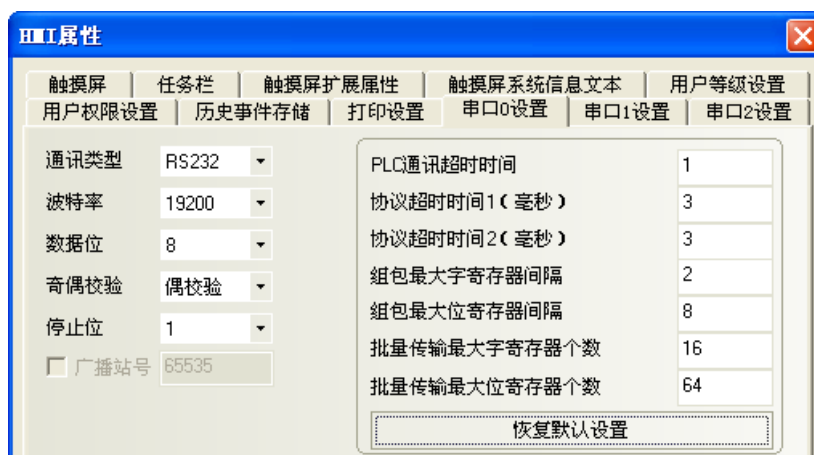 HMI属性
触摸屏 任务栏 触摸屏扩展属性 触摸屏系统信息文本 用户等级设置
用户权限设置 历史事件存储 打印设置 串口0设置 串口1设置 串口2设置
通讯类型 RS232
波特率 19200
数据位 8
奇偶校验 偶校验
停止位 1
广播站号 65535
PLC通讯超时时间 1
协议超时时间1(毫秒) 3
协议超时时间2(毫秒) 3
组包最大字寄存器间隔 2
组包最大位寄存器间隔 8
批量传输最大字寄存器个数 16
批量传输最大位寄存器个数 64
恢复默认设置